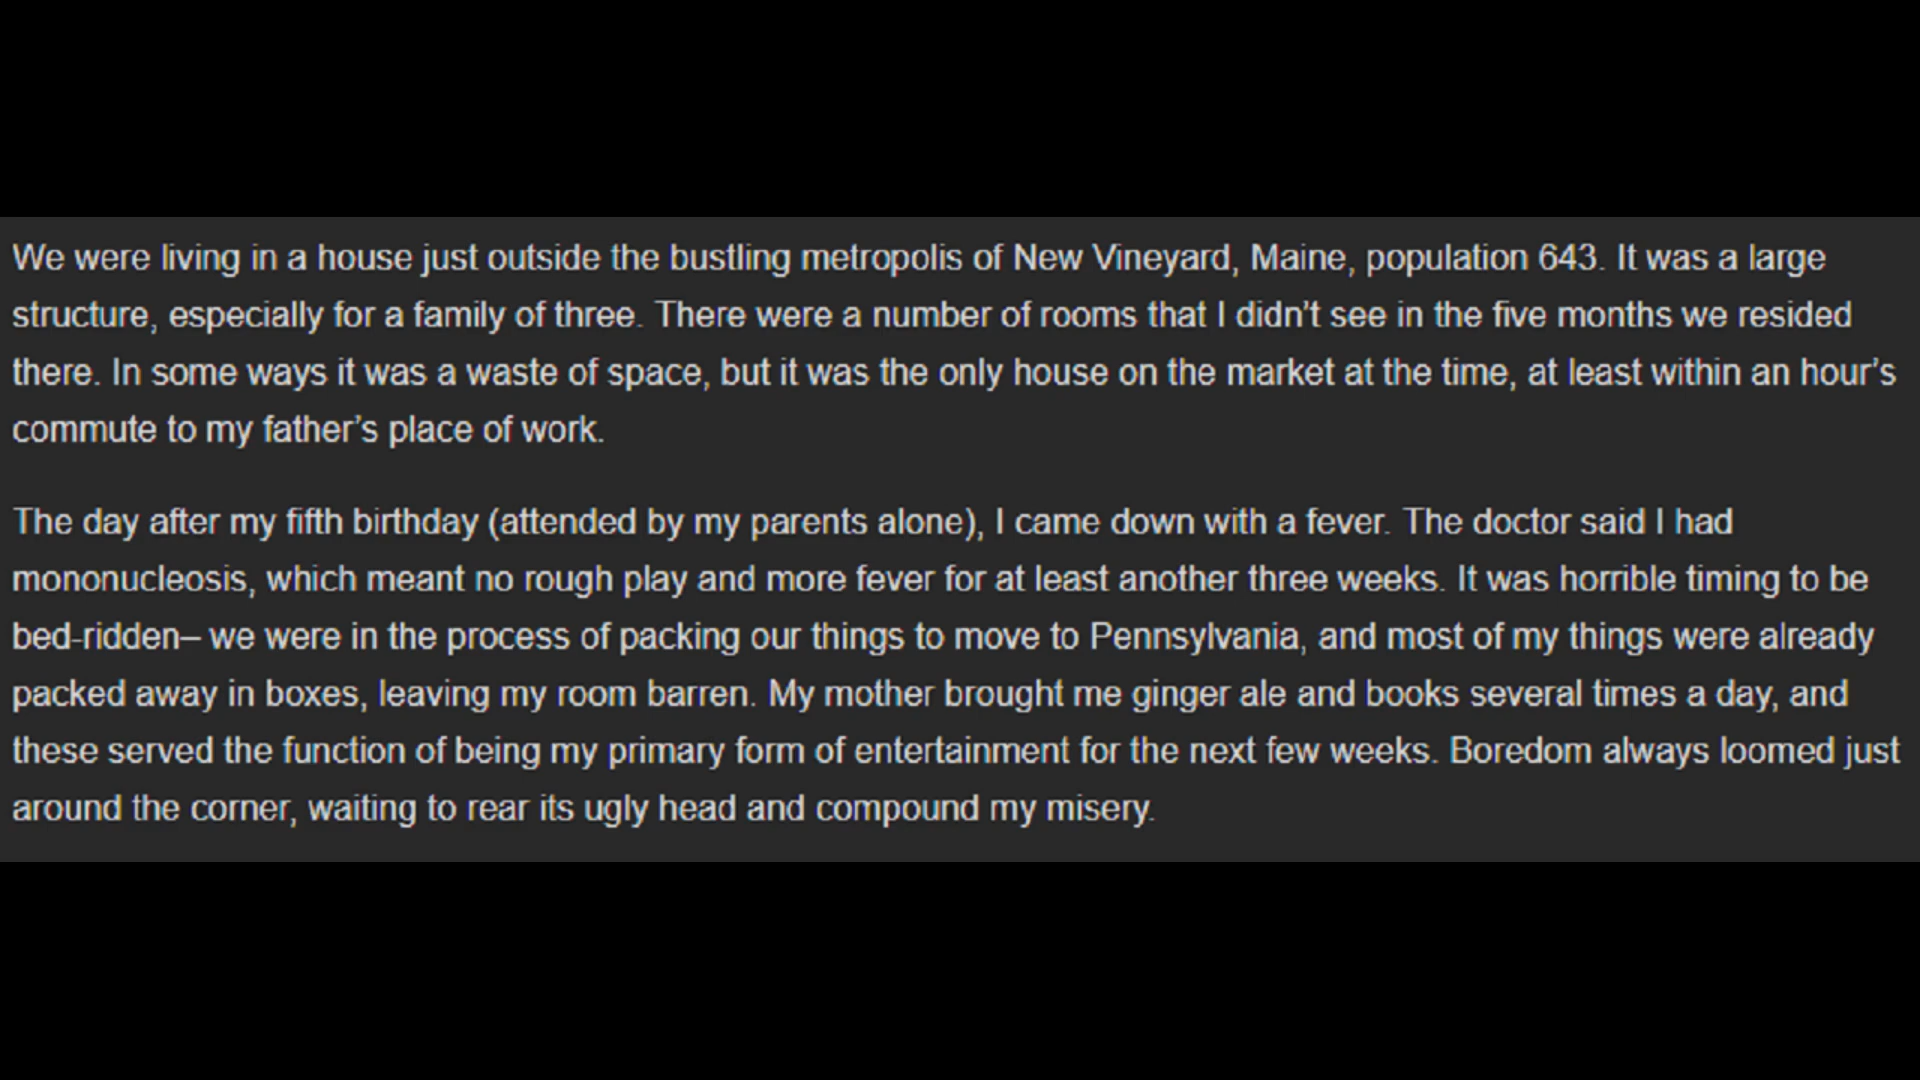 We were living in a house just outside the bustling metropolis of New Vineyard, Maine, population 643. It was a large
structure, especially for a family of three. There were a number of rooms that I didn’t see in the five months we resided
there. In some ways it was a waste of space, but it was the only house on the market at the time, at least within an hour’s
commute to my father’s place of work.
The day after my fifth birthday (attended by my parents alone), I came down with a fever. The doctor said I had
mononucleosis, which meant no rough play and more fever for at least another three weeks. It was horrible timing to be
bed-ridden– we were in the process of packing our things to move to Pennsylvania, and most of my things were already
packed away in boxes, leaving my room barren. My mother brought me ginger ale and books several times a day, and
these served the function of being my primary form of entertainment for the next few weeks. Boredom always loomed just
around the corner, waiting to rear its ugly head and compound my misery.